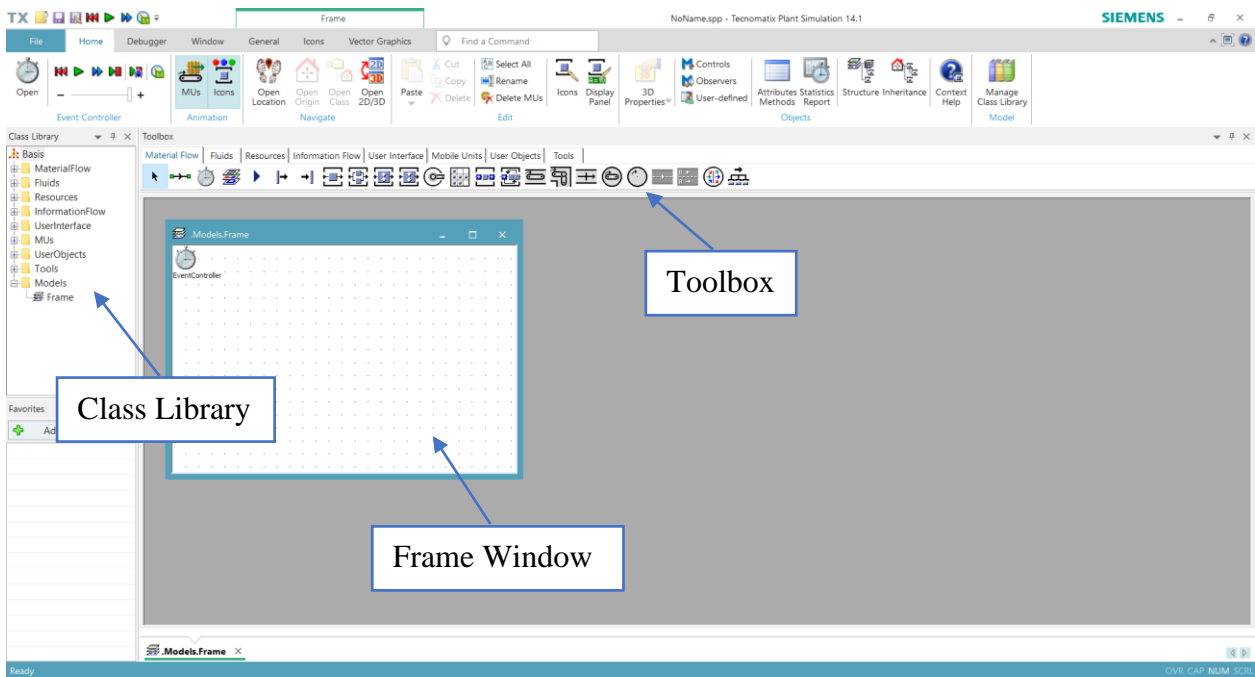 TX
Frame
NoName.spp - Tecnomatix Plant Simulation 14.1
SIEMENS
File Home Debugger Window General Icons Vector Graphics Find a Command
Open
Event Controller
MUs Icons
Animation
Open Location
Open Origin
Open Class
2D
3D
Open 2D/3D
Navigate
Paste
Cut
Copy
Delete
Select All
Rename
Delete MUs
Edit
Icons
Display Panel
3D Properties
Controls
Observers
User-defined
Attributes Methods
Statistics Report
Structure
Inheritance
Objects
Context Help
Manage Class Library
Model
Class Library
Basis
MaterialFlow
Fluids
Resources
InformationFlow
UserInterface
MUs
UserObjects
Tools
Models
Frame
Toolbox
Material Flow Fluids Resources Information Flow User Interface Mobile Units User Objects Tools
.Models.Frame
EventController
Toolbox
Class Library
Frame Window
Favorites
Ad
.Models.Frame
Ready
OVR CAP NUM SCRL